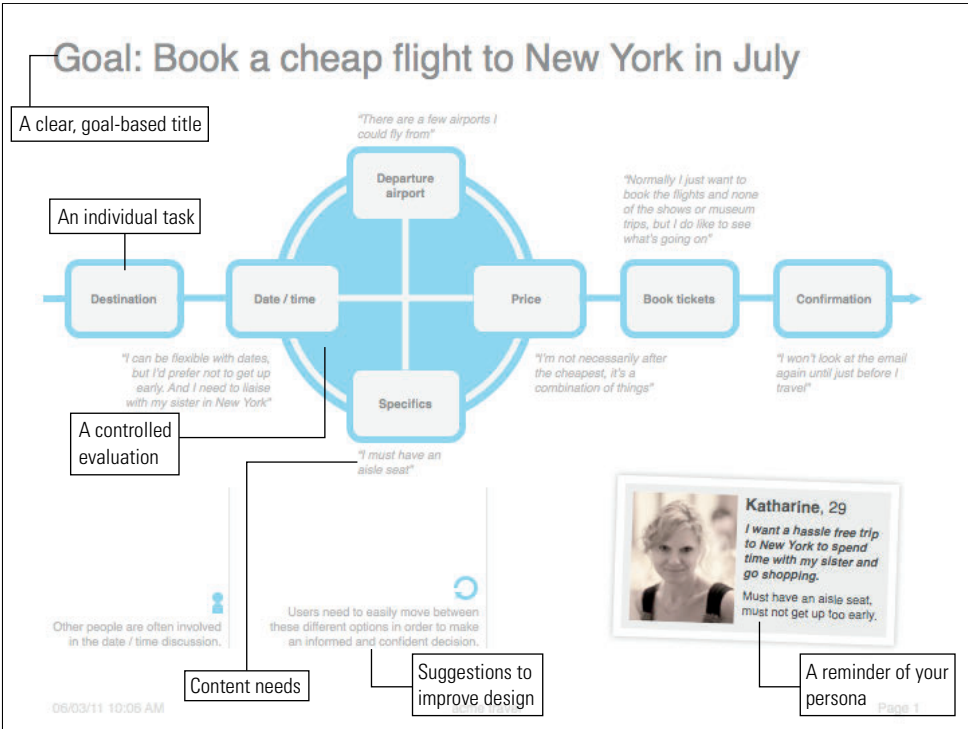 Goal: Book a cheap flight to New York in July
A clear, goal-based title
"There are a few airports I
could fly from"
Departure
airport
"Normally I just want to
book the flights and none
of the shows or museum
trips, but I do like to see
what's going on"
An individual task
Destination
Date / time
Price
Book tickets
Confirmation
"I can be flexible with dates,
but I'd prefer not to get up
early. And I need to liaise
with my sister in New York"
"I'm not necessarily after
the cheapest, it's a
combination of things"
"I won't look at the email
again until just before I
travel"
Specifics
A controlled
evaluation
"I must have an
aisle seat"
Katharine, 29
I want a hassle free trip
to New York to spend
time with my sister and
go shopping.
Must have an aisle seat,
must not get up too early.
Other people are often involved
in the date / time discussion.
Users need to easily move between
these different options in order to make
an informed and confident decision.
Content needs
Suggestions to
improve design
A reminder of your
persona
06/03/11 10:06 AM
acme travel
Page 1